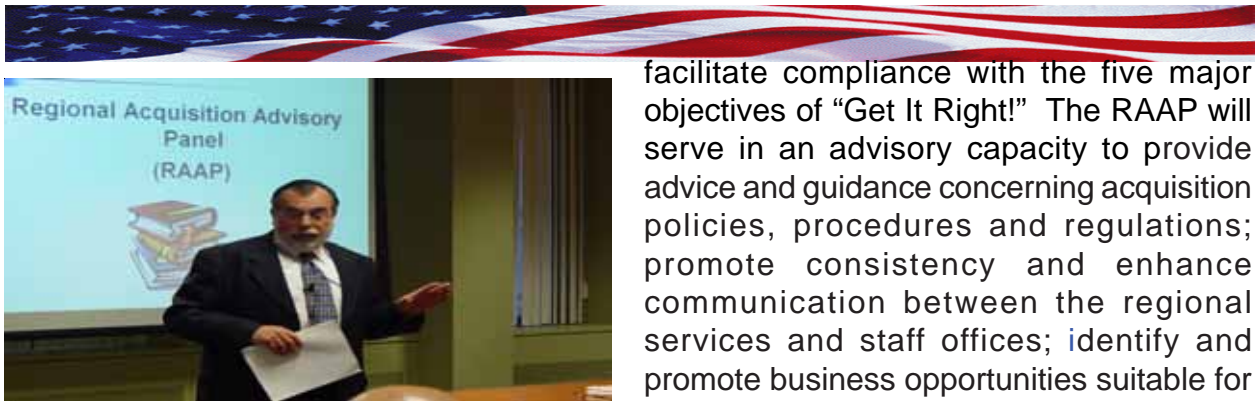 Regional Acquisition Advisory
Panel
(RAAP)
facilitate compliance with the five major
objectives of “Get It Right!” The RAAP will
serve in an advisory capacity to provide
advice and guidance concerning acquisition
policies, procedures and regulations;
promote consistency and enhance
communication between the regional
services and staff offices; identify and
promote business opportunities suitable for